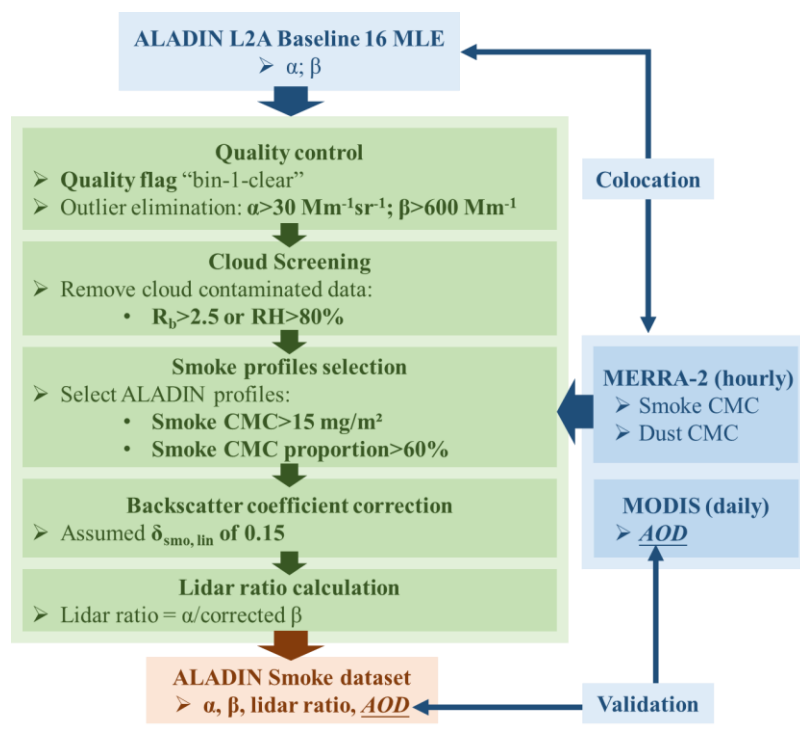 ALADIN L2A Baseline 16 MLE
➢ α; β
Quality control
➢ Quality flag “bin-1-clear”
➢ Outlier elimination: α>30 Mm⁻¹sr⁻¹; β>600 Mm⁻¹
Colocation
Cloud Screening
➢ Remove cloud contaminated data:
• R_b>2.5 or RH>80%
Smoke profiles selection
➢ Select ALADIN profiles:
• Smoke CMC>15 mg/m²
• Smoke CMC proportion>60%
MERRA-2 (hourly)
➢ Smoke CMC
➢ Dust CMC
Backscatter coefficient correction
➢ Assumed δ_smo, lin of 0.15
MODIS (daily)
➢ AOD
Lidar ratio calculation
➢ Lidar ratio = α/corrected β
ALADIN Smoke dataset
➢ α, β, lidar ratio, AOD
Validation